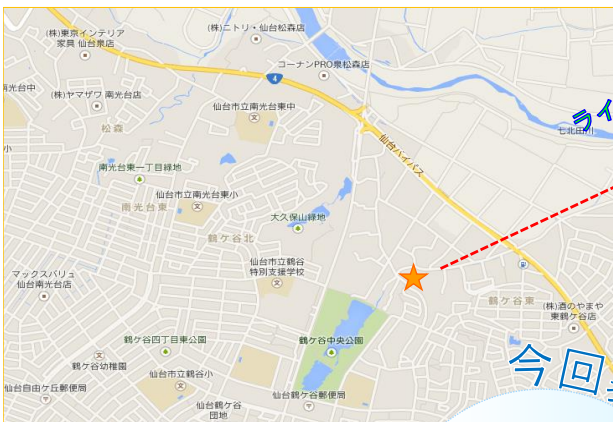 (株)東京インテリア
家具 仙台泉店
(株)ニトリ・仙台松森店
コーナンPRO泉松森店
4
南光台中
(株)ヤマザワ 南光台店
仙台市立南光台東中
松森
仙台バイパス
ライ
七北田川
小
南光台東一丁目緑地
仙台市立南光台東小
南光台東
大久保山緑地
鶴ケ谷北
仙台市立鶴谷
特別支援学校
マックスバリュ
仙台南光台店
鶴ケ谷東
(株)酒のやまや
東鶴ケ谷店
鶴ケ谷四丁目東公園
鶴ケ谷中央公園
鶴ケ谷幼稚園
仙台市立鶴谷小
仙台自由ケ丘郵便局
仙台鶴ケ谷
団地
仙台鶴ケ谷郵便局
今回